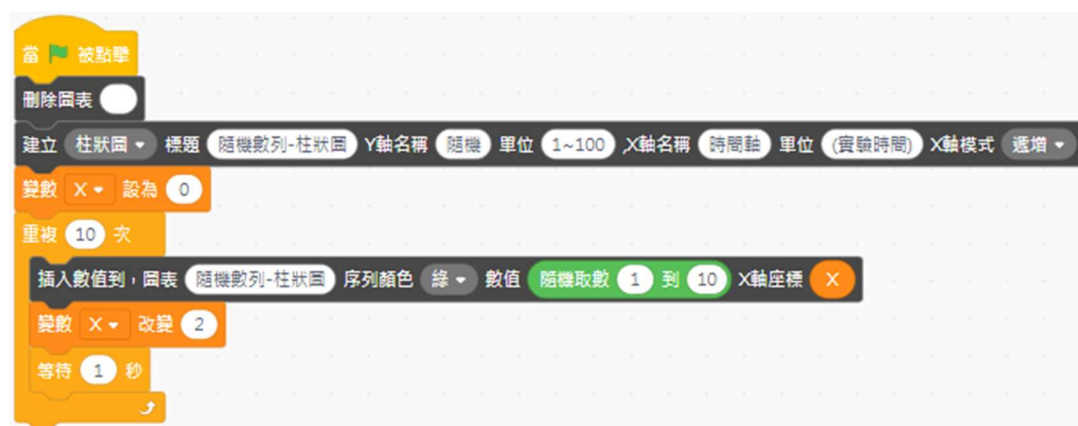 當 被點擊
刪除圖表
建立 柱狀圖 標題 隨機數列-柱狀圖 Y軸名稱 隨機 單位 1~100 ,X軸名稱 時間軸 單位 (實驗時間) X軸模式 遞增
變數 X 設為 0
重複 10 次
插入數值到,圖表 隨機數列-柱狀圖 序列顏色 綠 數值 隨機取數 1 到 10 X軸座標 X
變數 X 改變 2
等待 1 秒